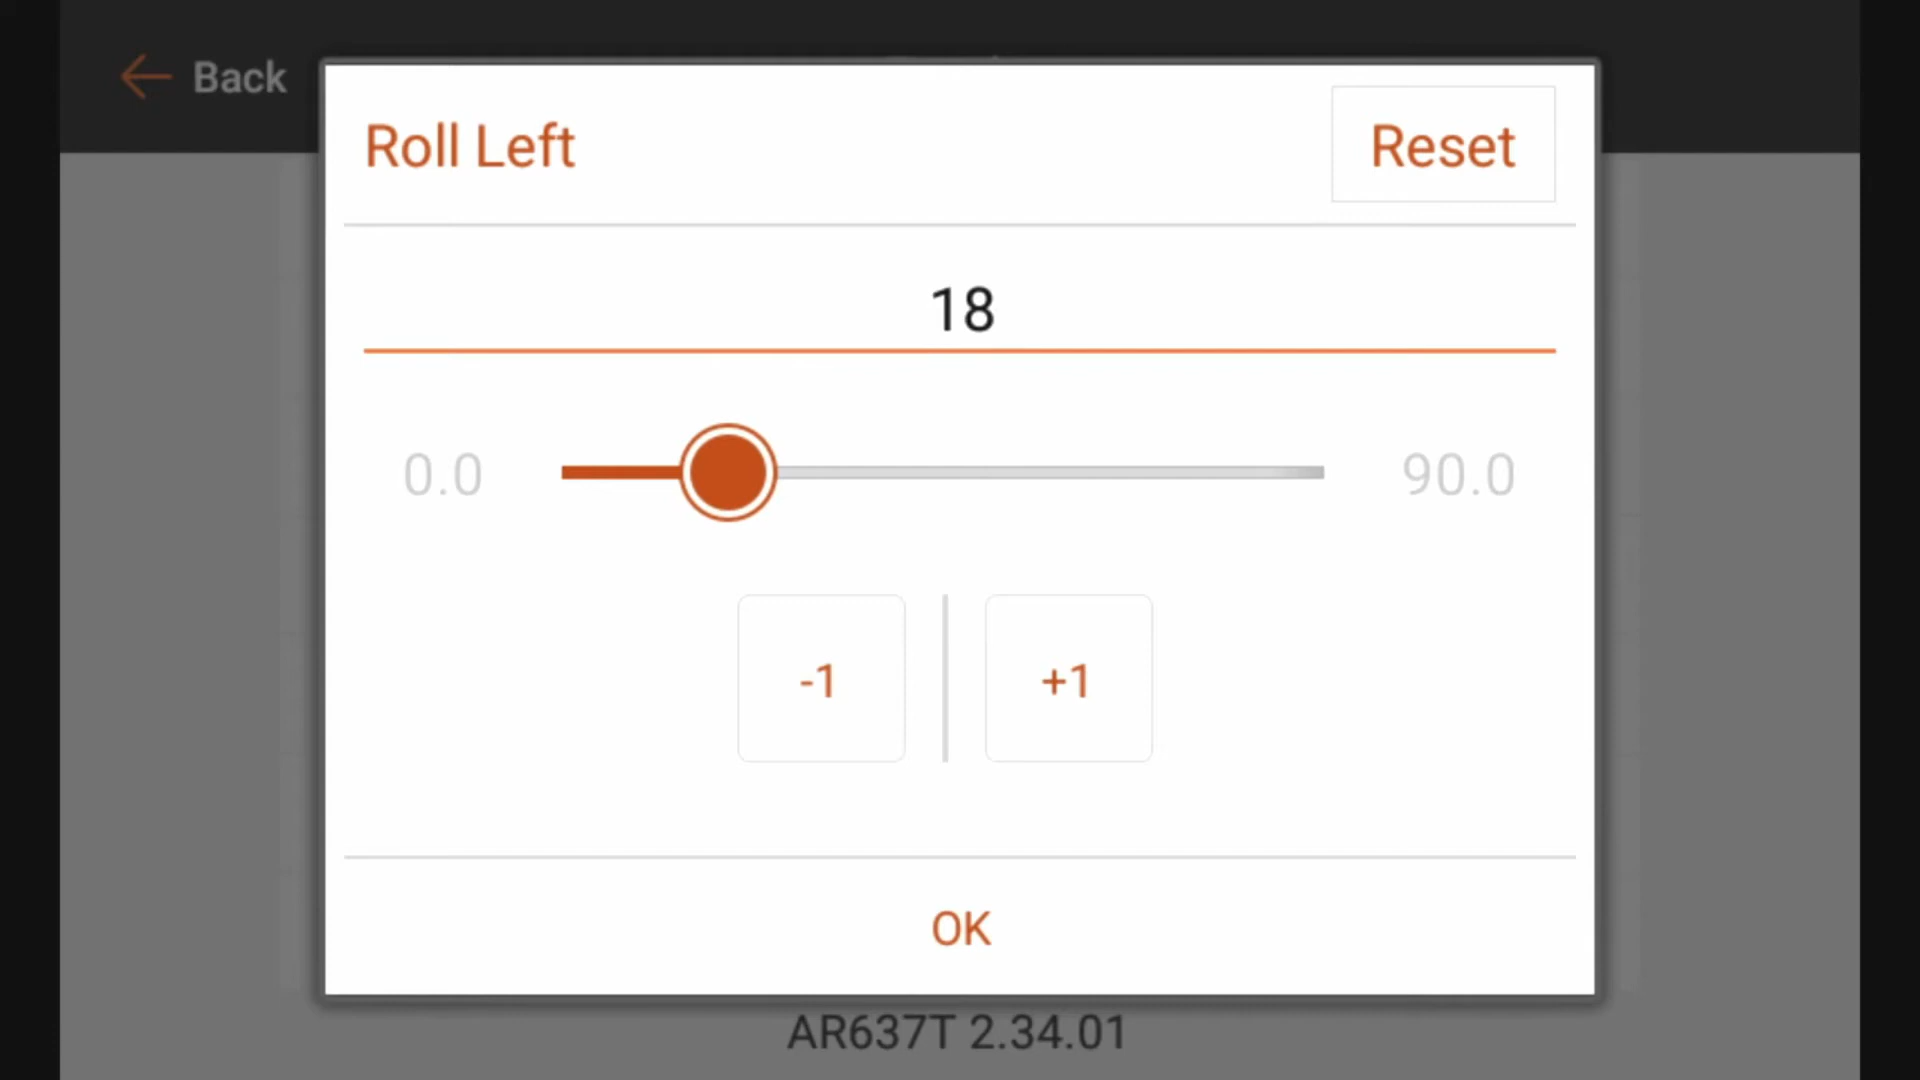 Back
Roll Left
Reset
18
0.0
90.0
-1
+1
OK
AR637T 2.34.01